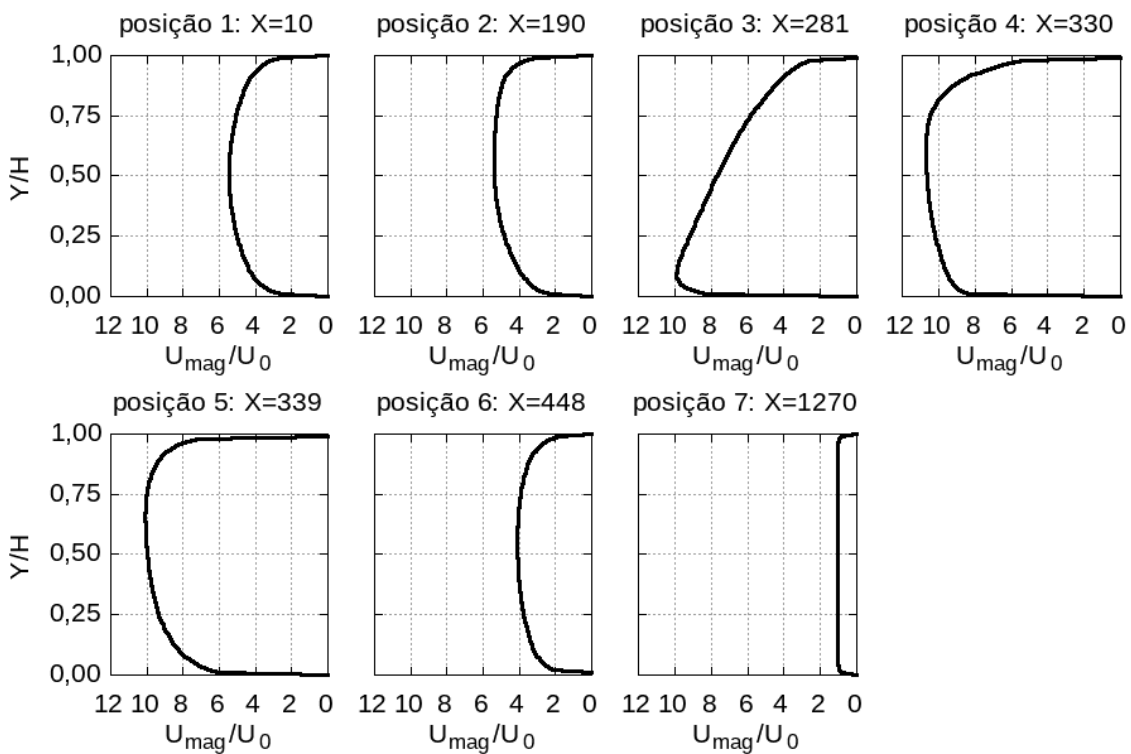 posição 1: X=10
posição 2: X=190
posição 3: X=281
posição 4: X=330
1,00
0,75
0,50
0,25
0,00
Y/H
12 10 8 6 4 2 0
12 10 8 6 4 2 0
12 10 8 6 4 2 0
12 10 8 6 4 2 0
Umag/U0
Umag/U0
Umag/U0
Umag/U0
posição 5: X=339
posição 6: X=448
posição 7: X=1270
1,00
0,75
0,50
0,25
0,00
Y/H
12 10 8 6 4 2 0
12 10 8 6 4 2 0
12 10 8 6 4 2 0
Umag/U0
Umag/U0
Umag/U0